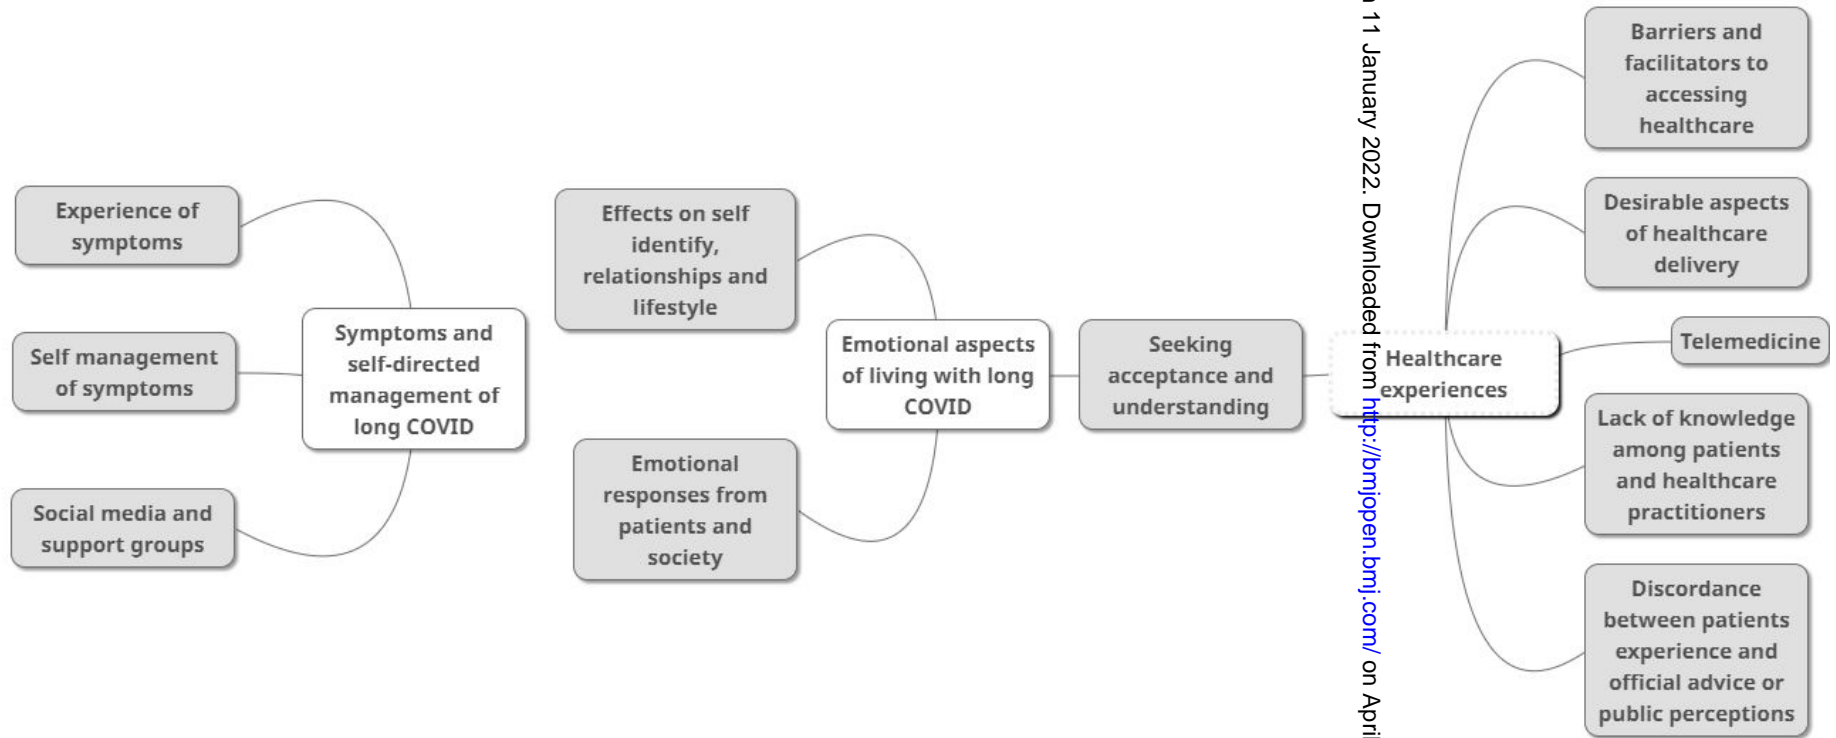 Experience of
symptoms
Self management
of symptoms
Social media and
support groups
Symptoms and
self-directed
management of
long COVID
Effects on self
identify,
relationships and
lifestyle
Emotional
responses from
patients and
society
Emotional aspects
of living with long
COVID
Seeking
acceptance and
understanding
Healthcare
experiences
Barriers and
facilitators to
accessing
healthcare
Desirable aspects
of healthcare
delivery
Telemedicine
Lack of knowledge
among patients
and healthcare
practitioners
Discordance
between patients
experience and
official advice or
public perceptions
11 January 2022. Downloaded from http://bmjopen.bmj.com/ on April